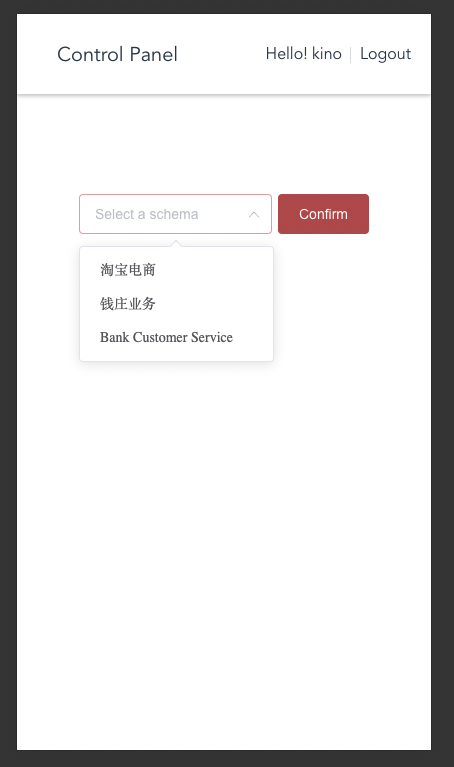 Control Panel
Hello! kino | Logout
Select a schema
Confirm
淘宝电商
钱庄业务
Bank Customer Service